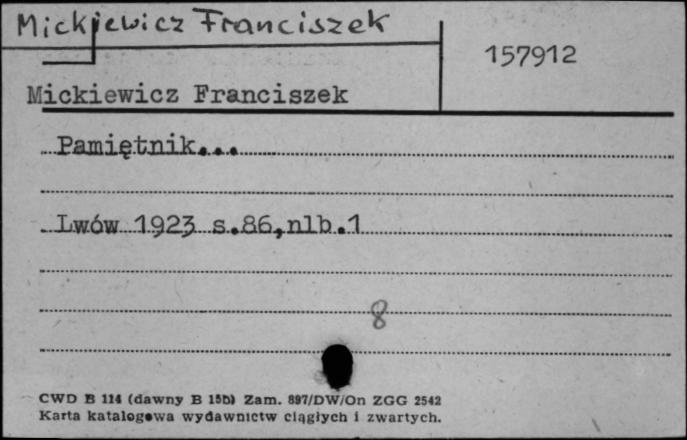 Mickiewicz Franciszek
157912
Mickiewicz Franciszek
Pamiętnik...
Lwów 1923 s.86,nlb.1
8
CWD B 114 (dawny B 15b) Zam. 897/DW/On ZGG 2542
Karta katalogowa wydawnictw ciągłych i zwartych.